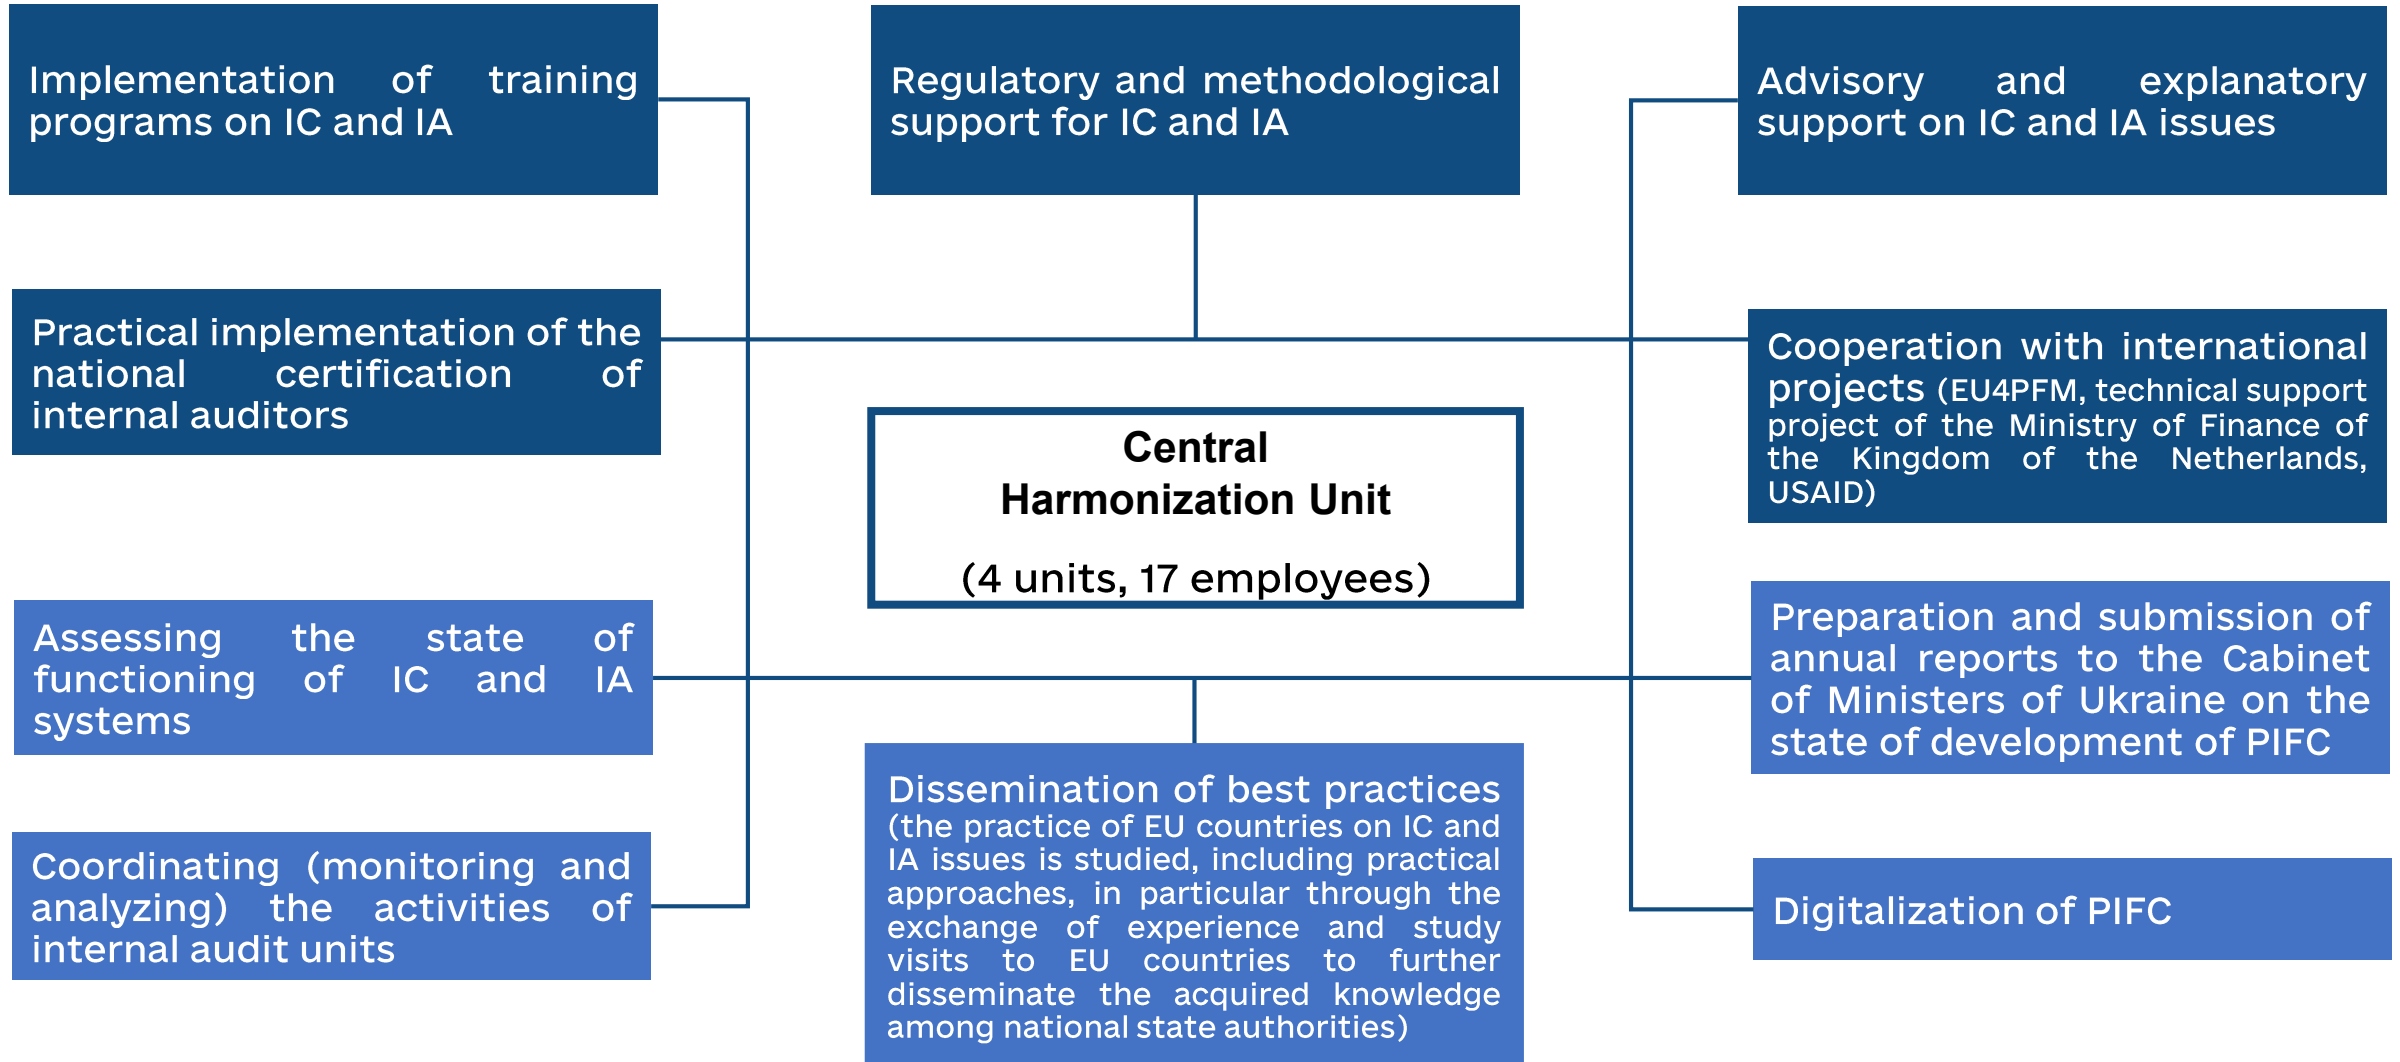 Implementation of training
programs on IC and IA
Regulatory and methodological
support for IC and IA
Advisory and explanatory
support on IC and IA issues
Practical implementation of the
national certification of
internal auditors
Cooperation with international
projects (EU4PFM, technical support
project of the Ministry of Finance of
the Kingdom of the Netherlands,
USAID)
Central
Harmonization Unit
(4 units, 17 employees)
Assessing the state of
functioning of IC and IA
systems
Preparation and submission of
annual reports to the Cabinet
of Ministers of Ukraine on the
state of development of PIFC
Coordinating (monitoring and
analyzing) the activities of
internal audit units
Dissemination of best practices
(the practice of EU countries on IC and
IA issues is studied, including practical
approaches, in particular through the
exchange of experience and study
visits to EU countries to further
disseminate the acquired knowledge
among national state authorities)
Digitalization of PIFC